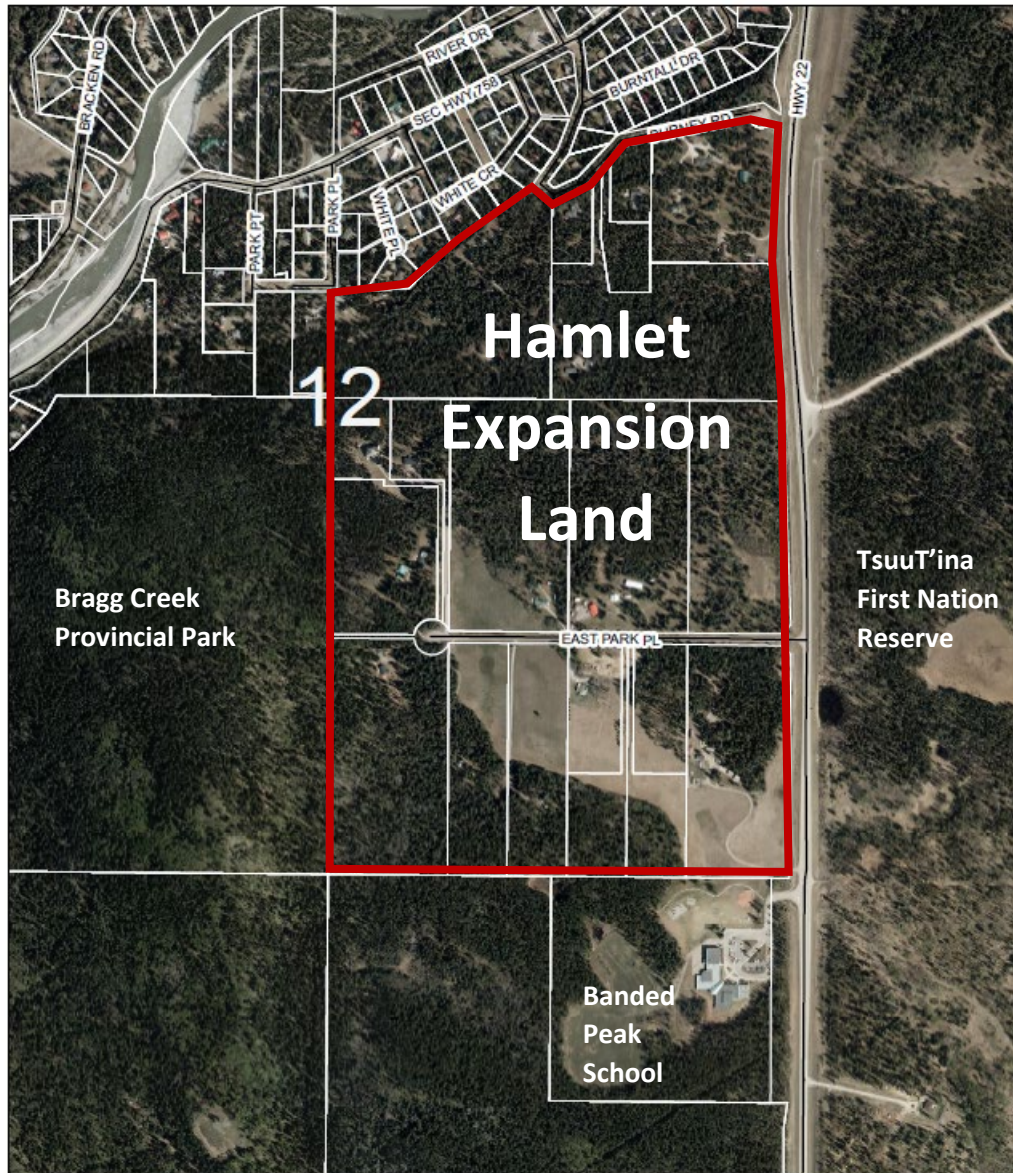 BRACKEN RD
RIVER DR
SEC HWY 758
BURNTALL DR
HWY 22
BURNEY RD
WHITE CR
WHITE PL
PARK PL
PARK PT
12
Hamlet
Expansion
Land
Bragg Creek
Provincial Park
TsuuT’ina
First Nation
Reserve
EAST PARK PL
Banded
Peak
School